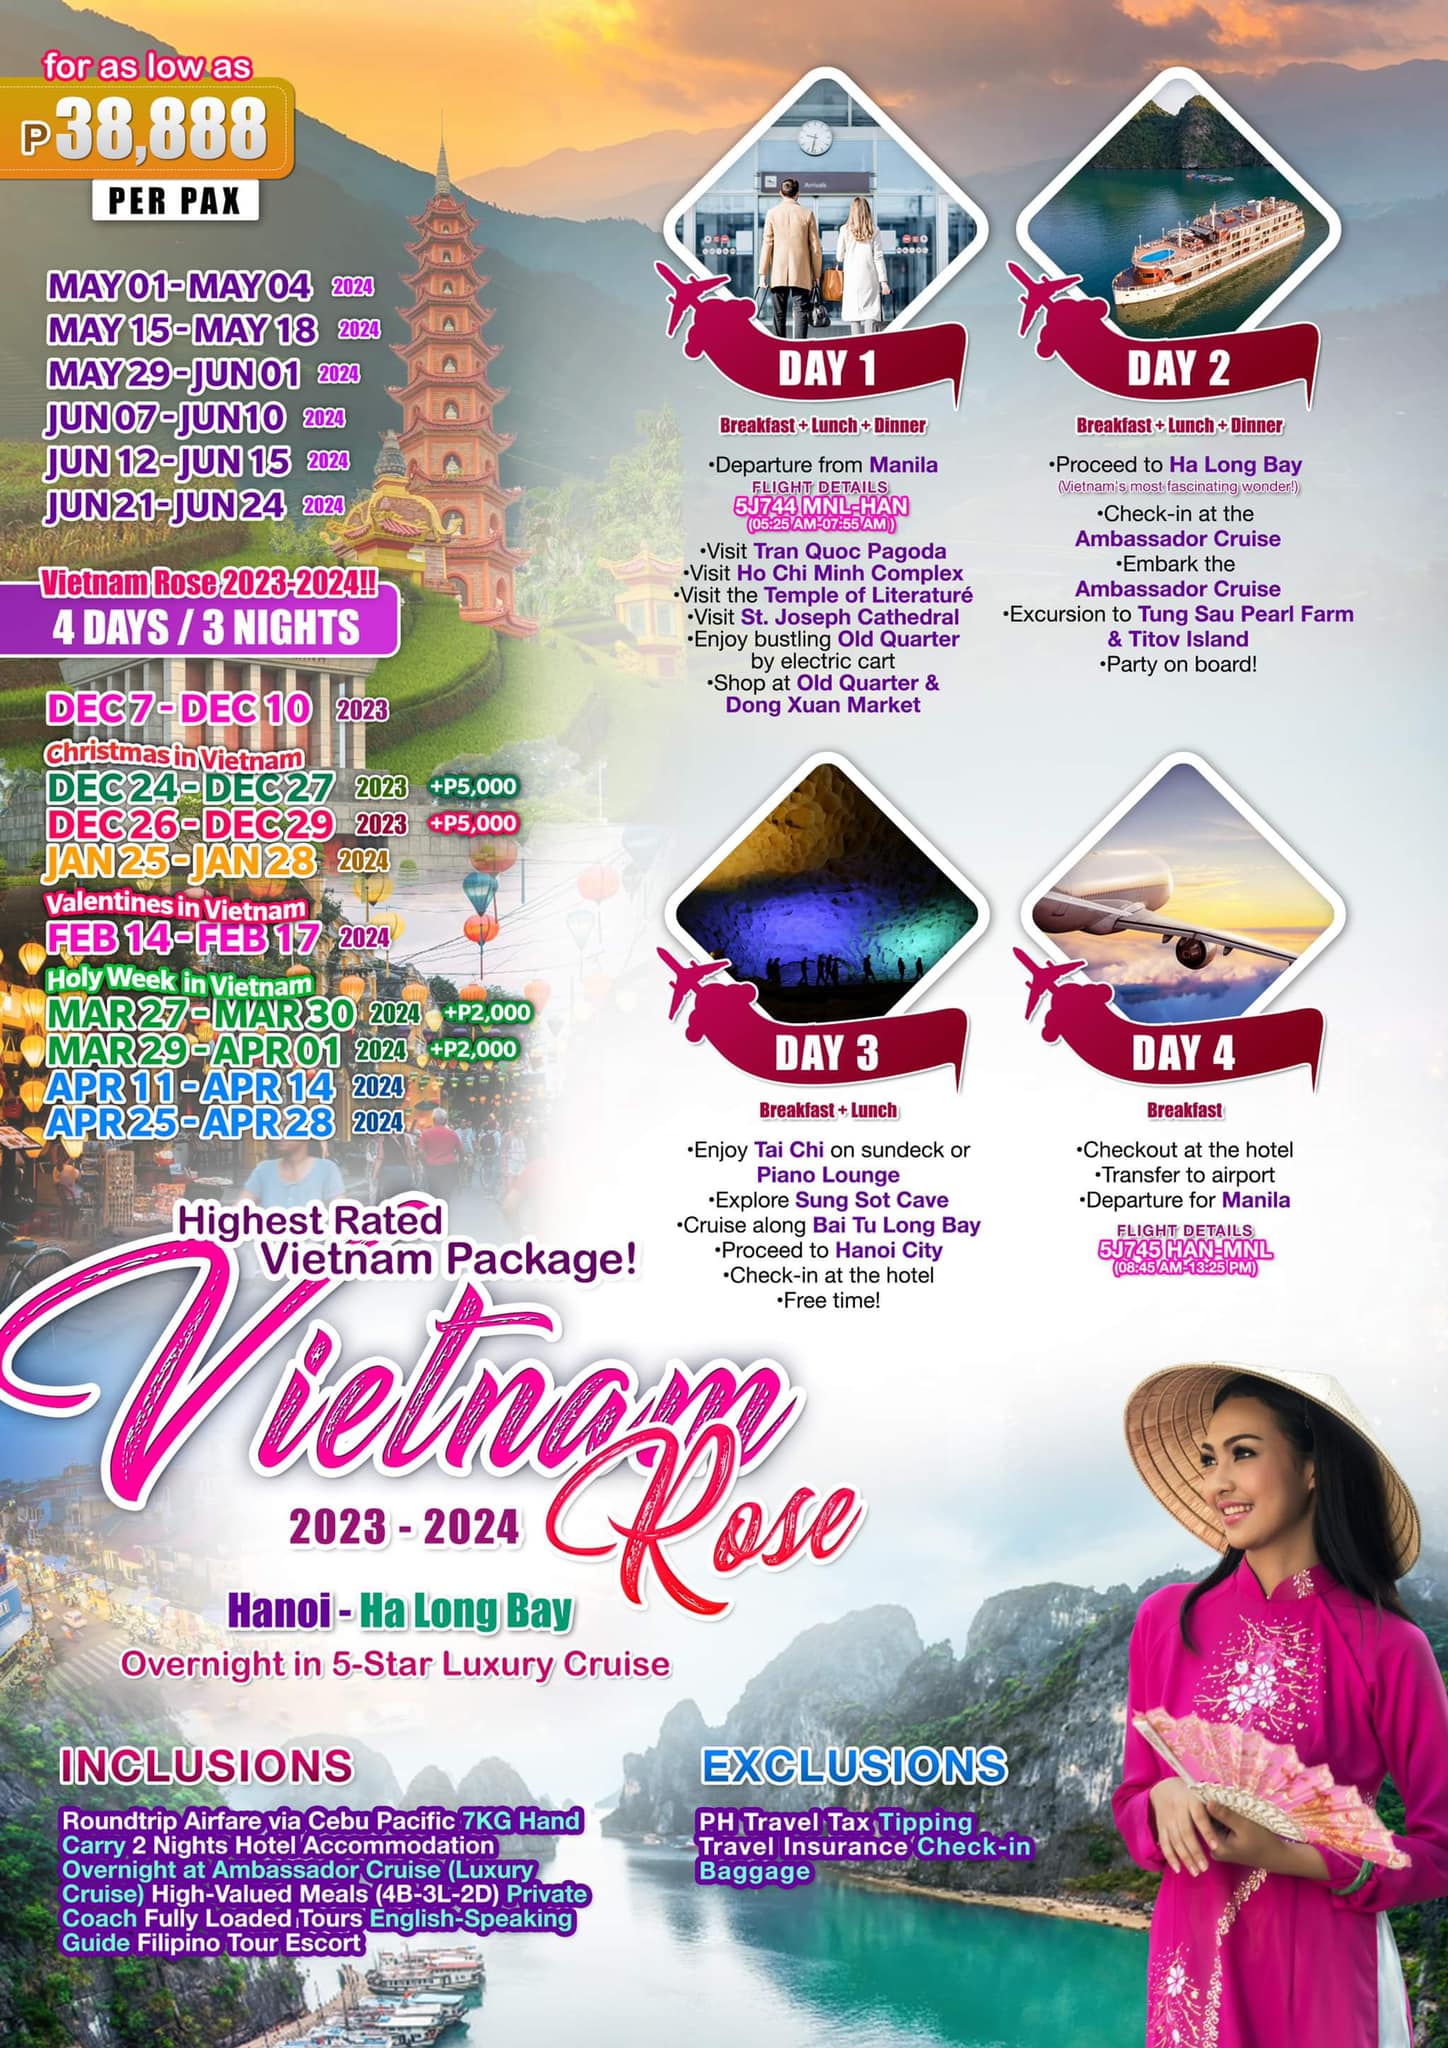 for as low as
₱38,888
PER PAX
MAY 01 - MAY 04 2024
MAY 15 - MAY 18 2024
MAY 29 - JUN 01 2024
JUN 07 - JUN 10 2024
JUN 12 - JUN 15 2024
JUN 21 - JUN 24 2024
Vietnam Rose 2023-2024!!
4 DAYS / 3 NIGHTS
DEC 7 - DEC 10 2023
Christmas in Vietnam
DEC 24 - DEC 27 2023 +P5,000
DEC 26 - DEC 29 2023 +P5,000
JAN 25 - JAN 28 2024
Valentines in Vietnam
FEB 14 - FEB 17 2024
Holy Week in Vietnam
MAR 27 - MAR 30 2024 +P2,000
MAR 29 - APR 01 2024 +P2,000
APR 11 - APR 14 2024
APR 25 - APR 28 2024
Arrivals
DAY 1
Breakfast + Lunch + Dinner
•Departure from Manila
FLIGHT DETAILS
5J744 MNL-HAN
(05:25 AM-07:55 AM )
•Visit Tran Quoc Pagoda
•Visit Ho Chi Minh Complex
•Visit the Temple of Literaturé
•Visit St. Joseph Cathedral
•Enjoy bustling Old Quarter
by electric cart
•Shop at Old Quarter &
Dong Xuan Market
DAY 2
Breakfast + Lunch + Dinner
•Proceed to Ha Long Bay
(Vietnam's most fascinating wonder!)
•Check-in at the
Ambassador Cruise
•Embark the
Ambassador Cruise
•Excursion to Tung Sau Pearl Farm
& Titov Island
•Party on board!
DAY 3
Breakfast + Lunch
•Enjoy Tai Chi on sundeck or
Piano Lounge
•Explore Sung Sot Cave
•Cruise along Bai Tu Long Bay
•Proceed to Hanoi City
•Check-in at the hotel
•Free time!
DAY 4
Breakfast
•Checkout at the hotel
•Transfer to airport
•Departure for Manila
FLIGHT DETAILS
5J745 HAN-MNL
(08:45 AM-13:25 PM)
Highest Rated
Vietnam Package!
Vietnam
Rose
2023 - 2024
Hanoi - Ha Long Bay
Overnight in 5-Star Luxury Cruise
INCLUSIONS
Roundtrip Airfare via Cebu Pacific 7KG Hand
Carry 2 Nights Hotel Accommodation
Overnight at Ambassador Cruise (Luxury
Cruise) High-Valued Meals (4B-3L-2D) Private
Coach Fully Loaded Tours English-Speaking
Guide Filipino Tour Escort
EXCLUSIONS
PH Travel Tax Tipping
Travel Insurance Check-in
Baggage